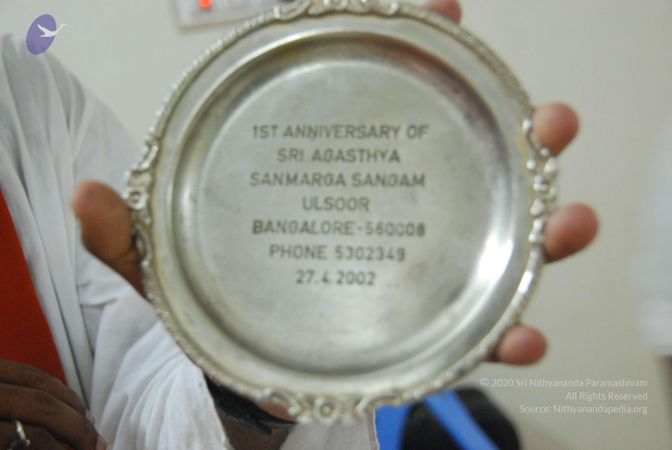 1ST ANNIVERSARY OF
SRI. AGASTHYA
SANMARGA SANGAM
ULSOOR
BANGALORE-560008
PHONE 5302349
27.4.2002
© 2020 Sri Nithyananda Paramashivam
All Rights Reserved
Source: Nithyanandapedia.org